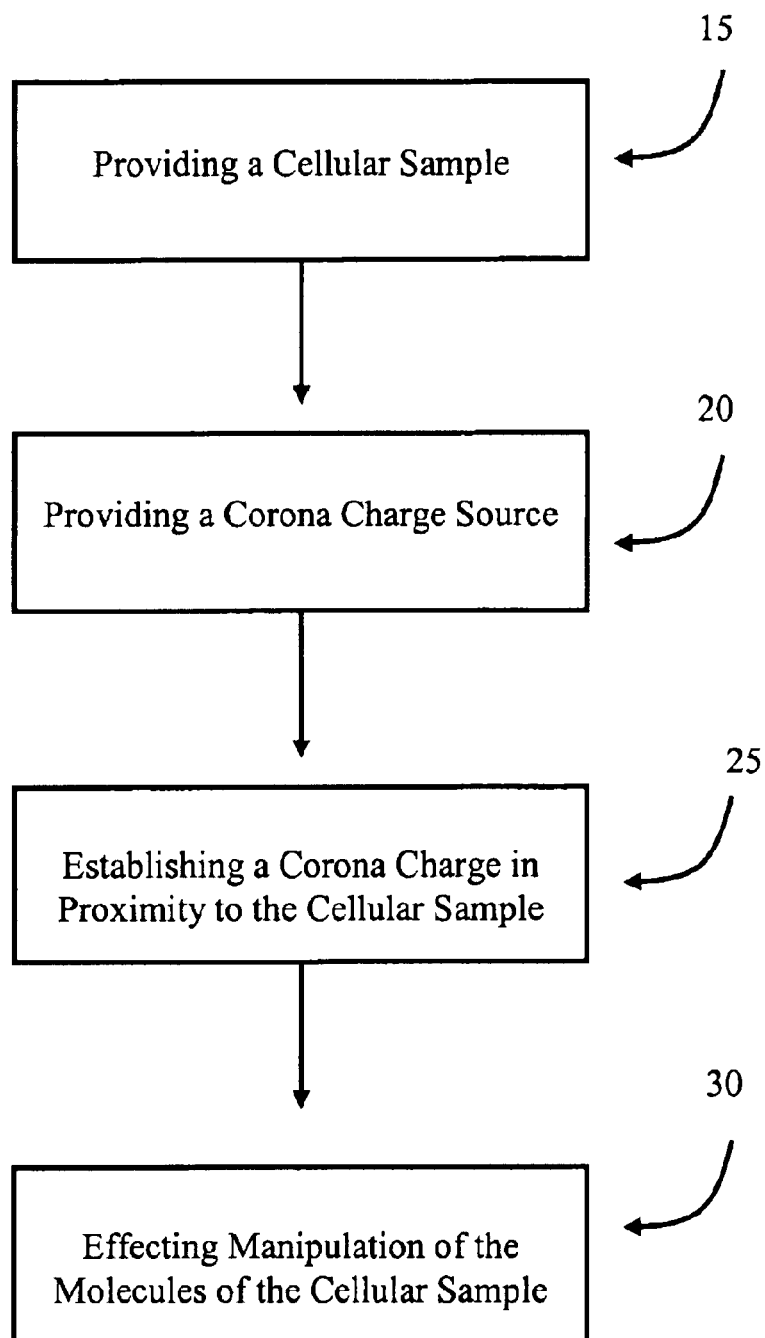 15
Providing a Cellular Sample
20
Providing a Corona Charge Source
25
Establishing a Corona Charge in
Proximity to the Cellular Sample
30
Effecting Manipulation of the
Molecules of the Cellular Sample